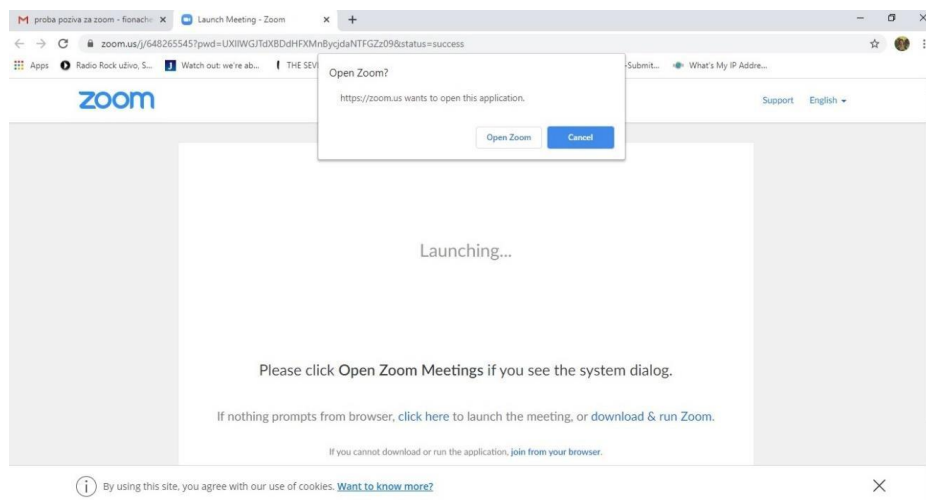 proba poziva za zoom - fionache
Launch Meeting - Zoom
zoom.us/j/648265545?pwd=UXIIWGJTdXBDdHFXMnBycjdaNTFGZz09&status=success
Apps Radio Rock uživo, S... Watch out: we're ab... THE SEVE -Submit... What's My IP Addre...
Open Zoom?
https://zoom.us wants to open this application.
Open Zoom Cancel
zoom
Support English
Launching...
Please click Open Zoom Meetings if you see the system dialog.
If nothing prompts from browser, click here to launch the meeting, or download & run Zoom.
If you cannot download or run the application, join from your browser.
By using this site, you agree with our use of cookies. Want to know more?